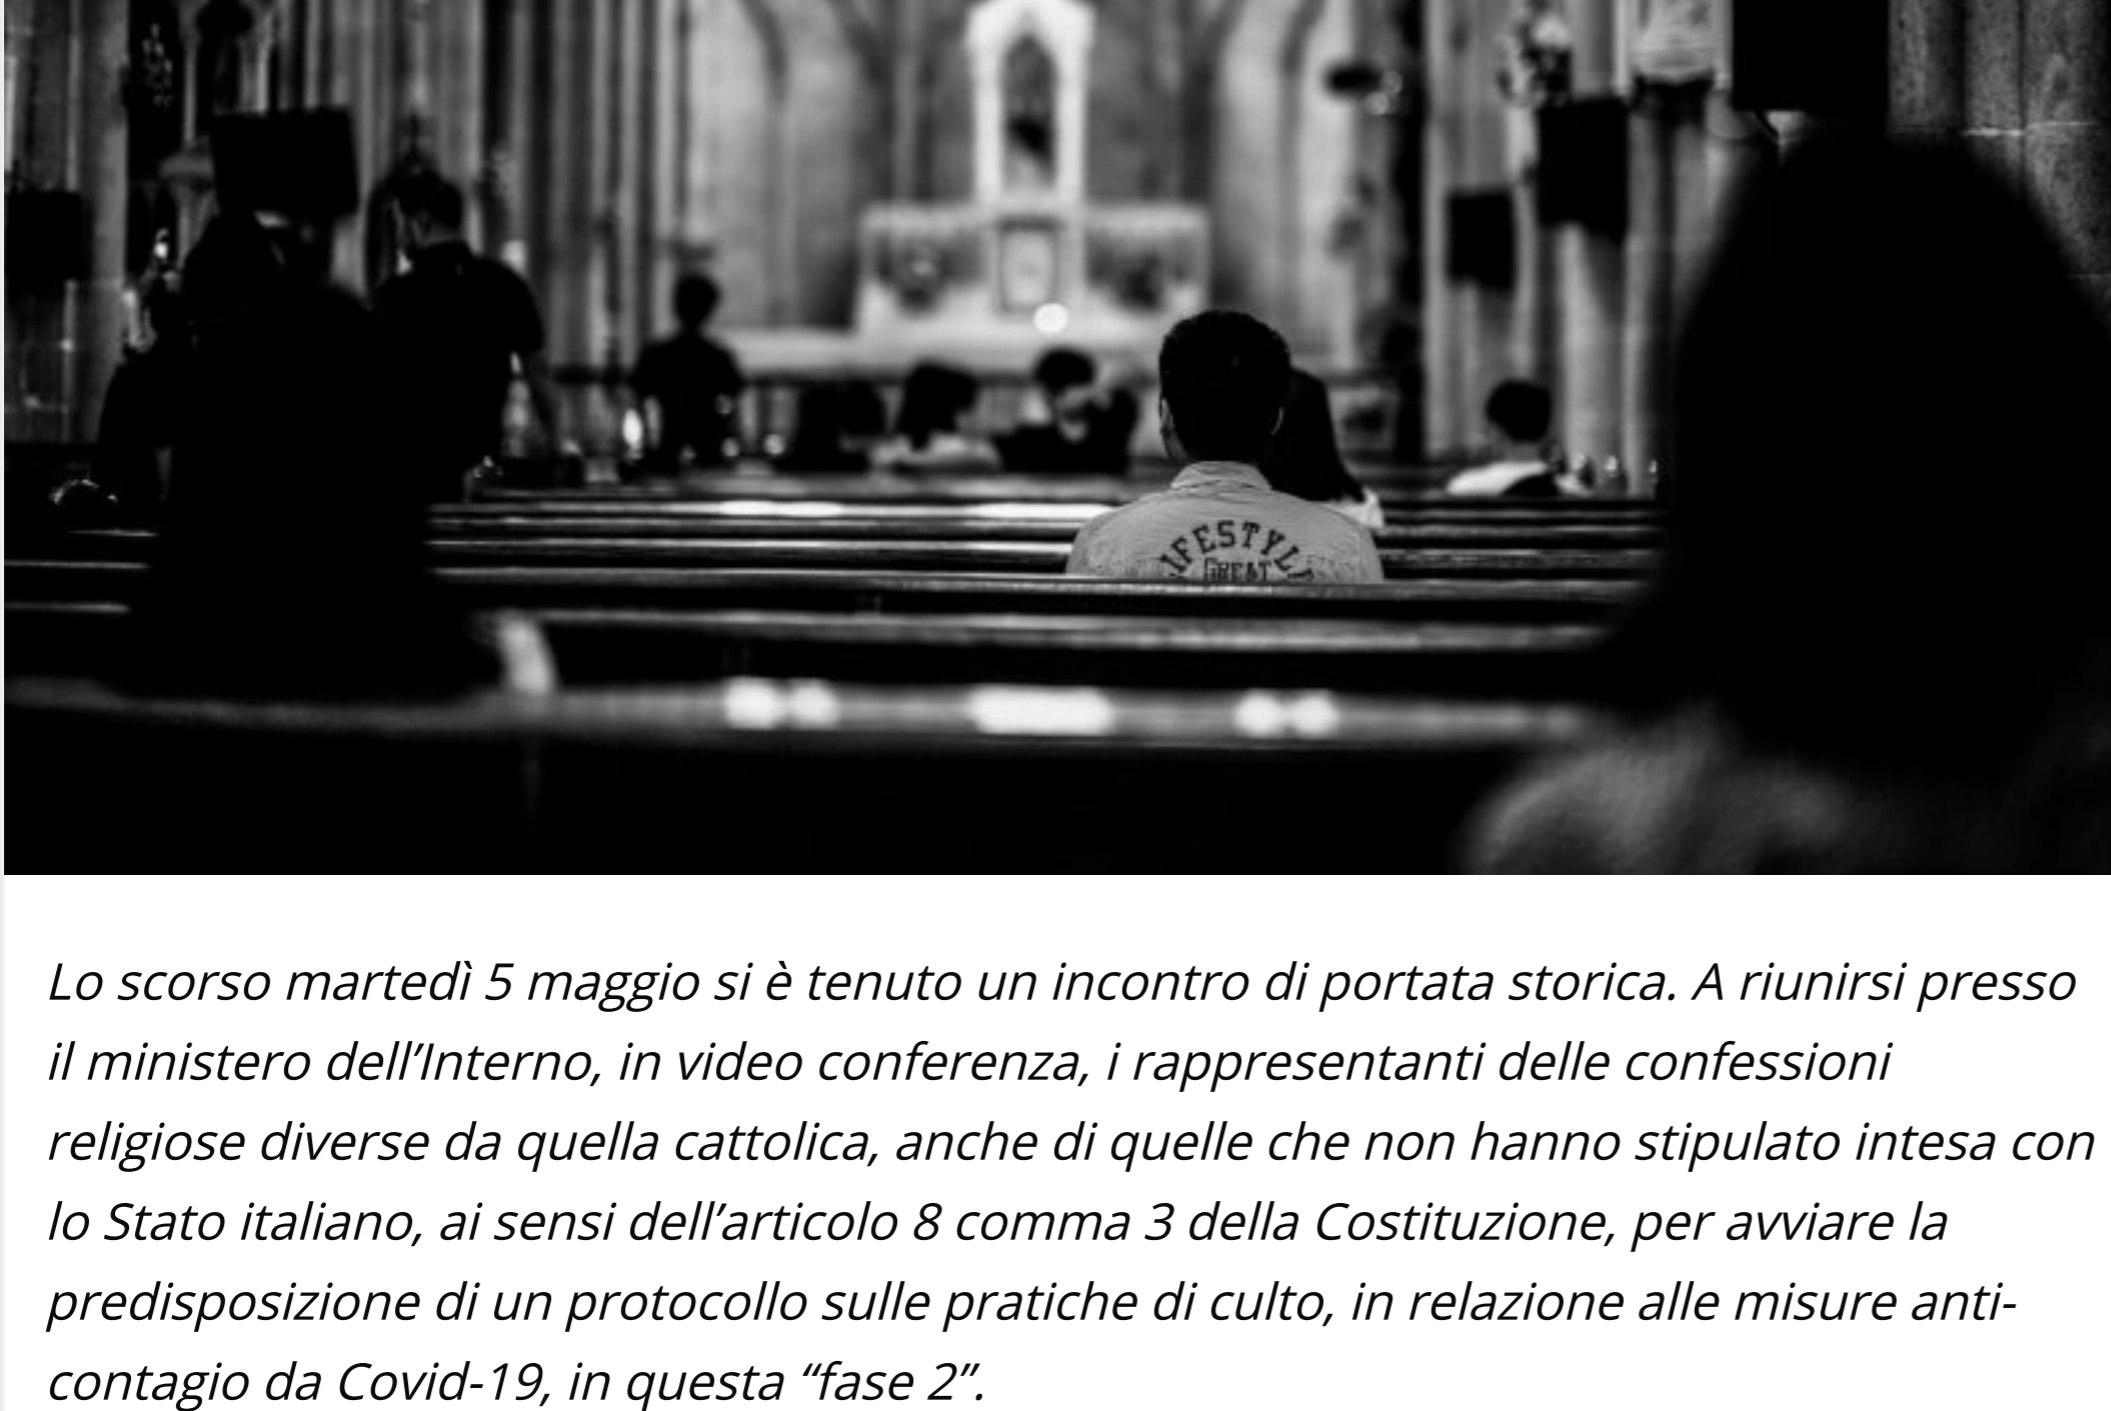 LIFESTYLE
GREAT
Lo scorso martedì 5 maggio si è tenuto un incontro di portata storica. A riunirsi presso
il ministero dell’Interno, in video conferenza, i rappresentanti delle confessioni
religiose diverse da quella cattolica, anche di quelle che non hanno stipulato intesa con
lo Stato italiano, ai sensi dell’articolo 8 comma 3 della Costituzione, per avviare la
predisposizione di un protocollo sulle pratiche di culto, in relazione alle misure anti-
contagio da Covid-19, in questa “fase 2”.